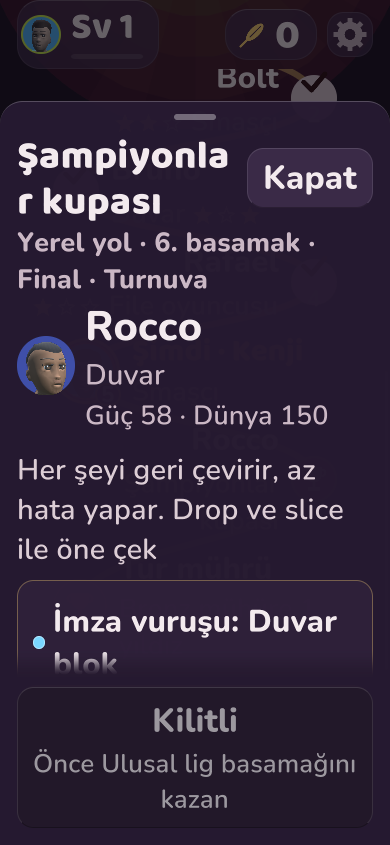 Sv 1
0
Bolt
Şampiyonla
r kupası
Kapat
Yerel yol · 6. basamak ·
Final · Turnuva
Rocco
Duvar
Güç 58 · Dünya 150
Her şeyi geri çevirir, az
hata yapar. Drop ve slice
ile öne çek
İmza vuruşu: Duvar
blok
Kilitli
Önce Ulusal lig basamağını
kazan